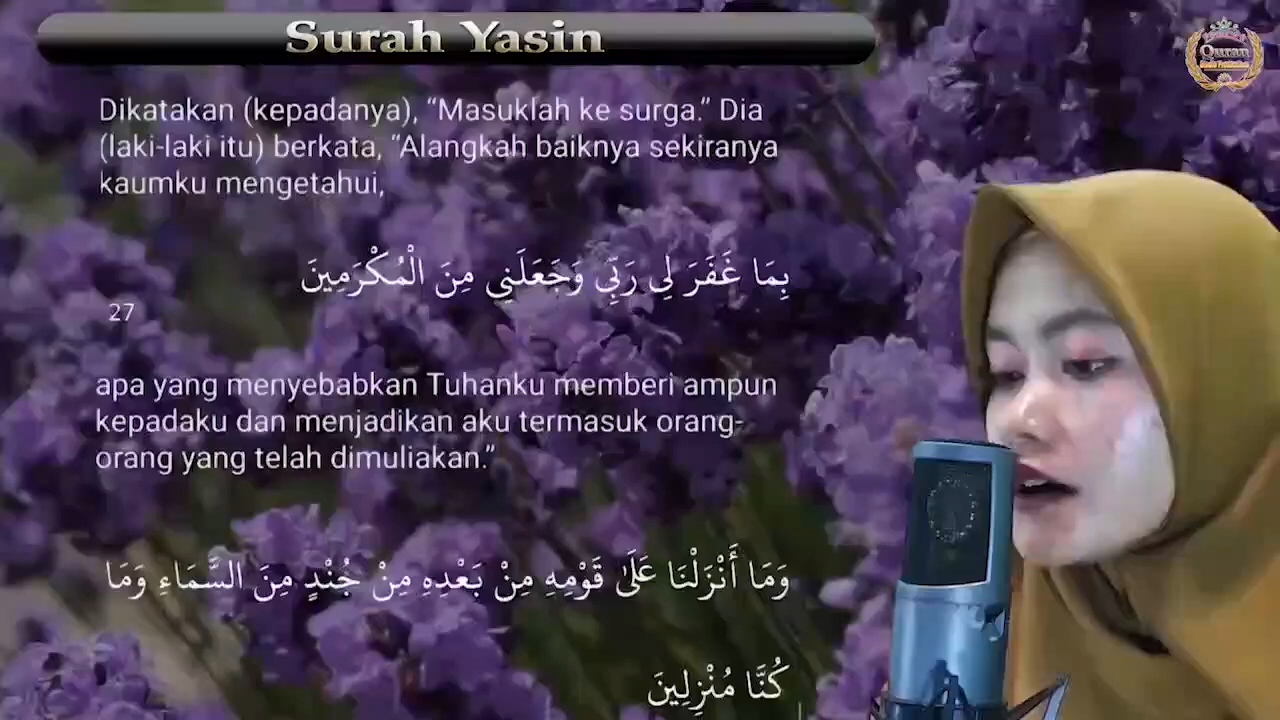 Surah Yasin
Quran
Dikatakan (kepadanya), “Masuklah ke surga.” Dia
(laki-laki itu) berkata, “Alangkah baiknya sekiranya
kaumku mengetahui,
بِمَا غَفَرَ لِي رَبِّي وَجَعَلَنِي مِنَ الْمُكْرَمِينَ
27
apa yang menyebabkan Tuhanku memberi ampun
kepadaku dan menjadikan aku termasuk orang-
orang yang telah dimuliakan.”
وَمَا أَنْزَلْنَا عَلَىٰ قَوْمِهِ مِنْ بَعْدِهِ مِنْ جُنْدٍ مِنَ السَّمَاءِ وَمَا
كُنَّا مُنْزِلِينَ